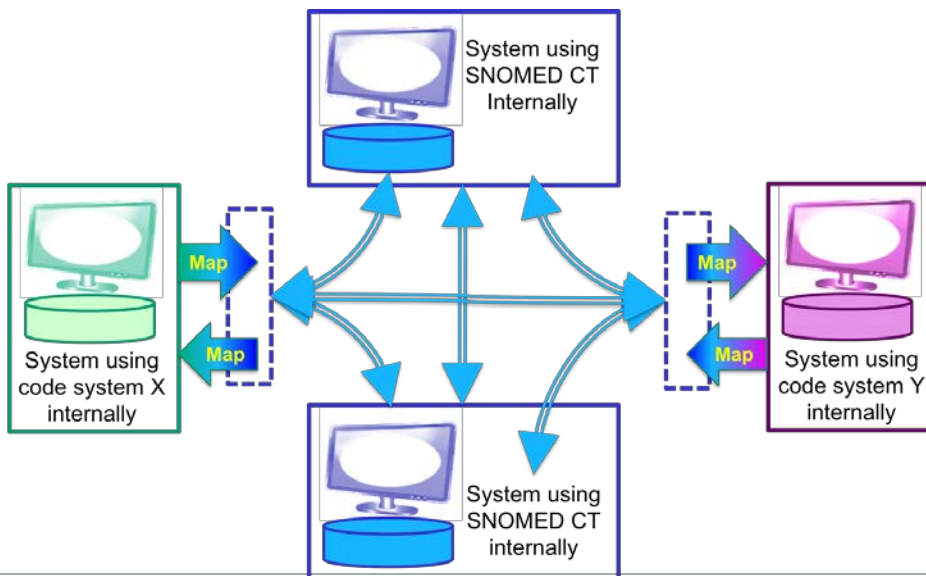 System using
SNOMED CT
Internally
Map
Map
System using
code system X
internally
Map
Map
System using
code system Y
internally
System using
SNOMED CT
internally